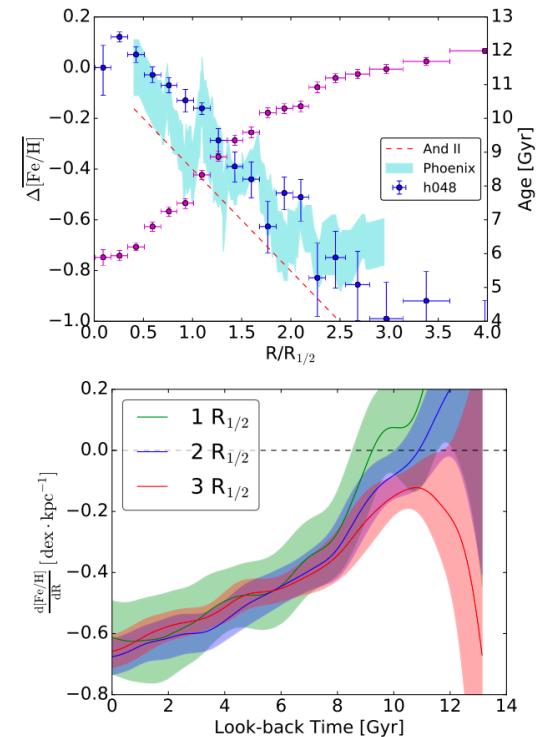 0.2
0.0
−0.2
−0.4
−0.6
−0.8
−1.0
Δ[Fe/H]
0.0 0.5 1.0 1.5 2.0 2.5 3.0 3.5 4.0
R/R1/2
13
12
11
10
9
8
7
6
5
4
Age [Gyr]
And II
Phoenix
h048
0.2
0.0
−0.2
−0.4
−0.6
−0.8
d[Fe/H]/dR [dex · kpc−1]
1 R1/2
2 R1/2
3 R1/2
0 2 4 6 8 10 12 14
Look-back Time [Gyr]